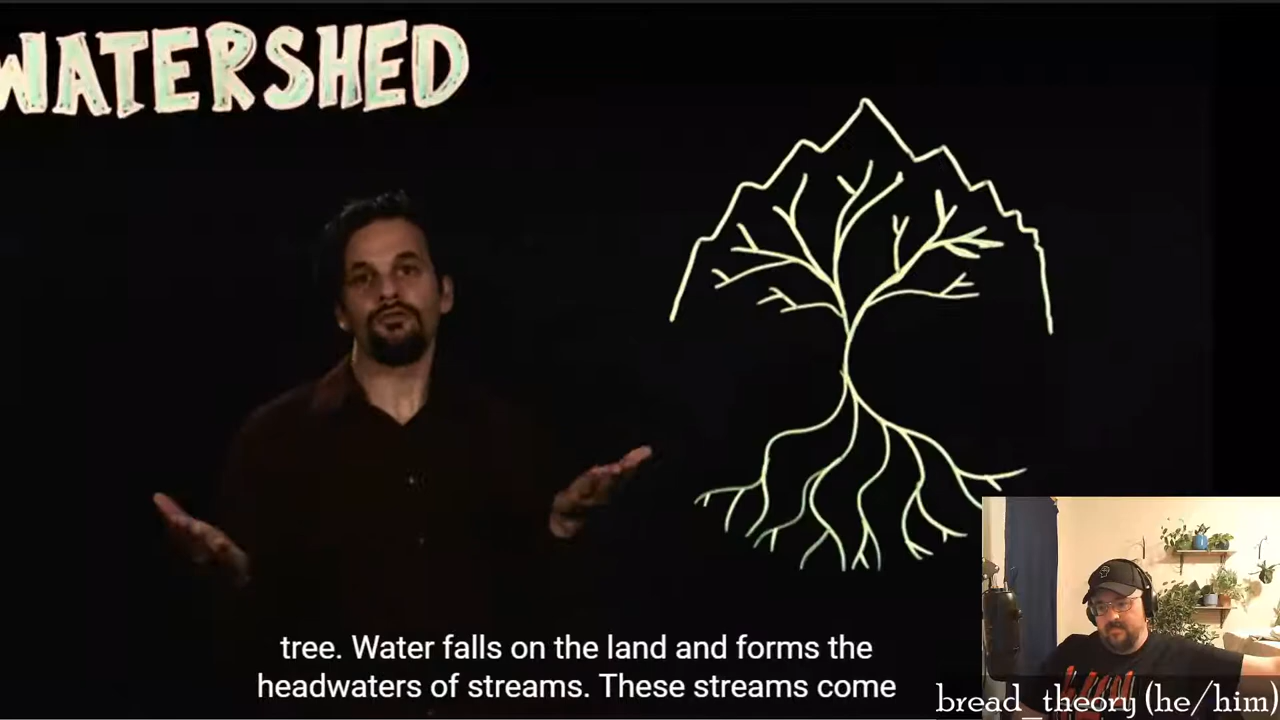 WATERSHED
tree. Water falls on the land and forms the
headwaters of streams. These streams come
bread_theory (he/him)